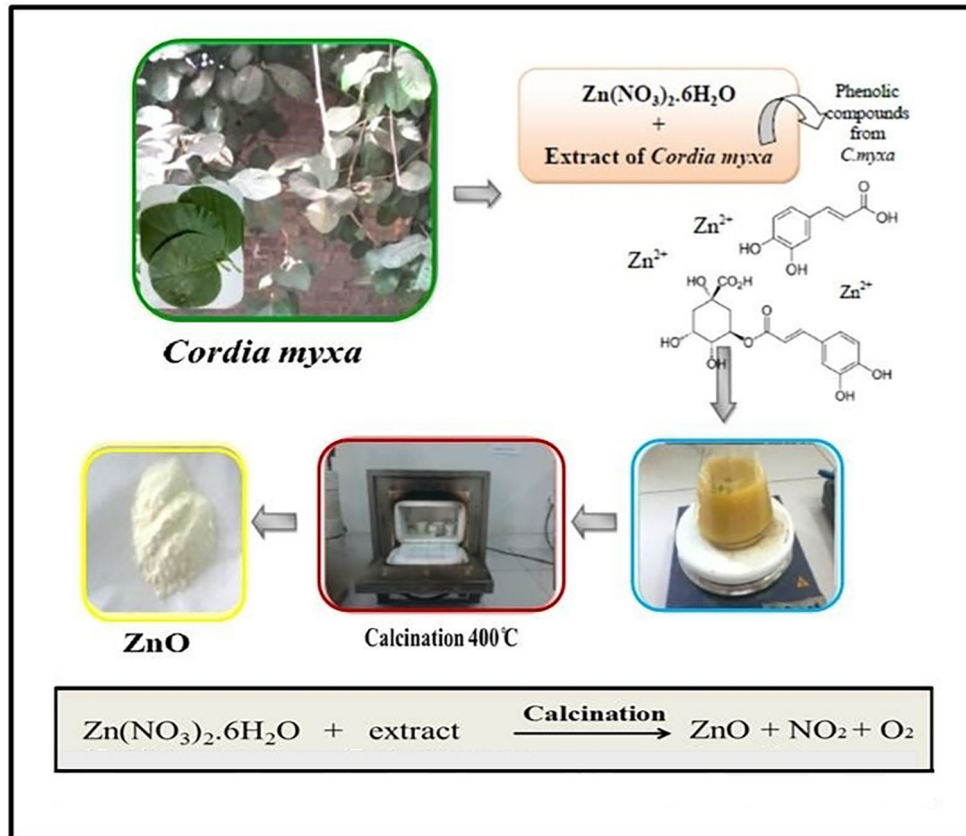 Zn(NO₃)₂.6H₂O
+
Extract of Cordia myxa
Phenolic
compounds
from
C.myxa
Cordia myxa
Zn²⁺
Zn²⁺
Zn²⁺
O
OH
HO
OH
HO
CO₂H
HO
OH
O
O
OH
OH
ZnO
Calcination 400℃
Zn(NO₃)₂.6H₂O + extract Calcination ZnO + NO₂ + O₂